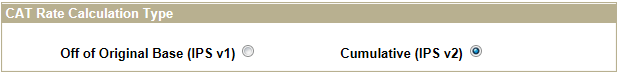 CAT Rate Calculation Type
Off of Original Base (IPS v1) Cumulative (IPS v2)